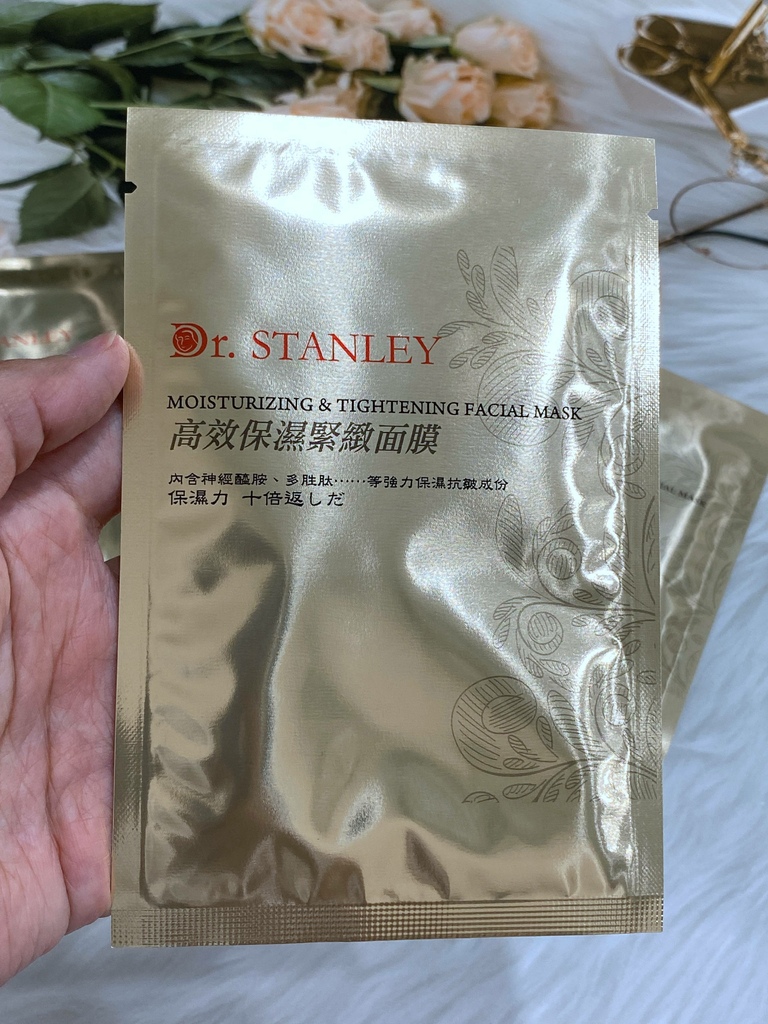 Dr. STANLEY
MOISTURIZING & TIGHTENING FACIAL MASK
高效保濕緊緻面膜
內含神經醯胺、多胜肽……等強力保濕抗皺成份
保濕力 十倍返しだ
STANLEY
MASK